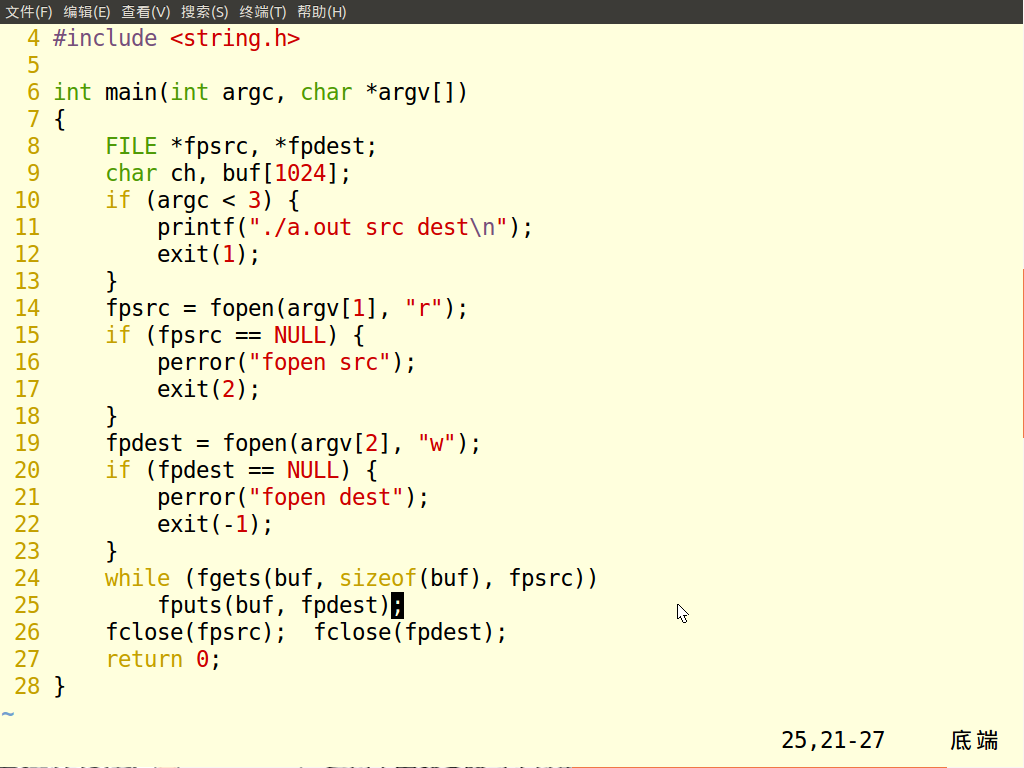 文件(F) 编辑(E) 查看(V) 搜索(S) 终端(T) 帮助(H)
4 #include <string.h>
5
6 int main(int argc, char *argv[])
7 {
8     FILE *fpsrc, *fpdest;
9     char ch, buf[1024];
10     if (argc < 3) {
11         printf("./a.out src dest\n");
12         exit(1);
13     }
14     fpsrc = fopen(argv[1], "r");
15     if (fpsrc == NULL) {
16         perror("fopen src");
17         exit(2);
18     }
19     fpdest = fopen(argv[2], "w");
20     if (fpdest == NULL) {
21         perror("fopen dest");
22         exit(-1);
23     }
24     while (fgets(buf, sizeof(buf), fpsrc))
25         fputs(buf, fpdest);
26     fclose(fpsrc);  fclose(fpdest);
27     return 0;
28 }
~
25,21-27 底端